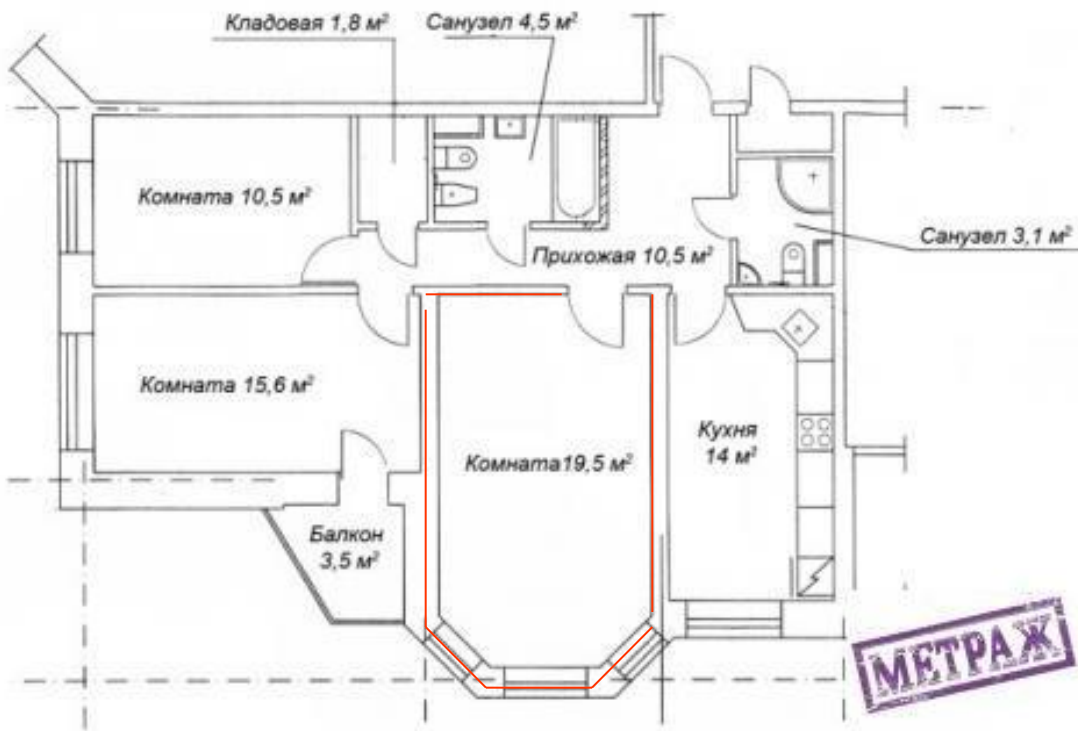 Кладовая 1,8 м²
Санузел 4,5 м²
Комната 10,5 м²
Прихожая 10,5 м²
Санузел 3,1 м²
Комната 15,6 м²
Кухня
14 м²
Комната19,5 м²
Балкон
3,5 м²
МЕТРАЖ